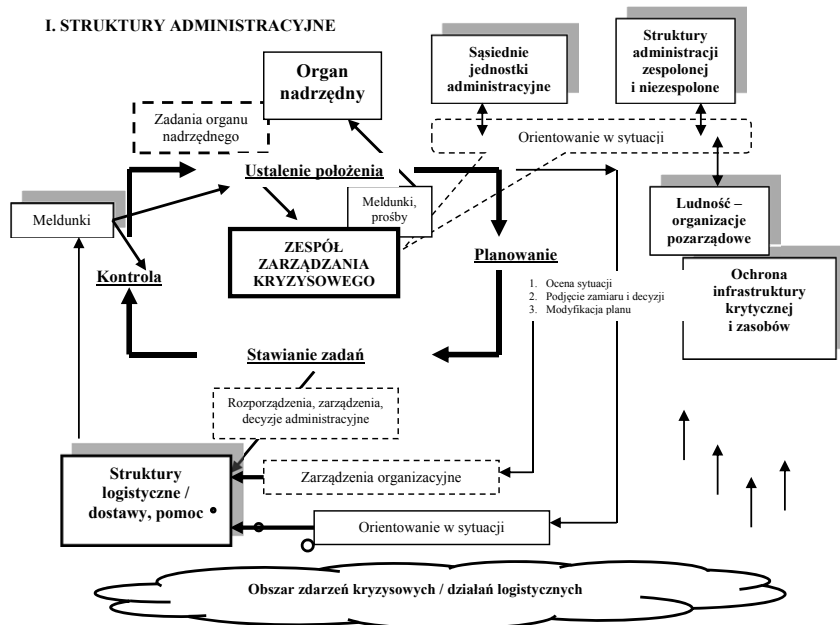 I. STRUKTURY ADMINISTRACYJNE
Organ
nadrzędny
Sąsiednie
jednostki
administracyjne
Struktury
administracji
zespolonej
i niezespolone
Zadania organu
nadrzędnego
Orientowanie w sytuacji
Ustalenie położenia
Meldunki,
prośby
Meldunki
Ludność –
organizacje
pozarządowe
ZESPÓŁ
ZARZĄDZANIA
KRYZYSOWEGO
Planowanie
Kontrola
Ochrona
infrastruktury
krytycznej
i zasobów
1. Ocena sytuacji
2. Podjęcie zamiaru i decyzji
3. Modyfikacja planu
Stawianie zadań
Rozporządzenia, zarządzenia,
decyzje administracyjne
Struktury
logistyczne /
dostawy, pomoc
Zarządzenia organizacyjne
Orientowanie w sytuacji
Obszar zdarzeń kryzysowych / działań logistycznych